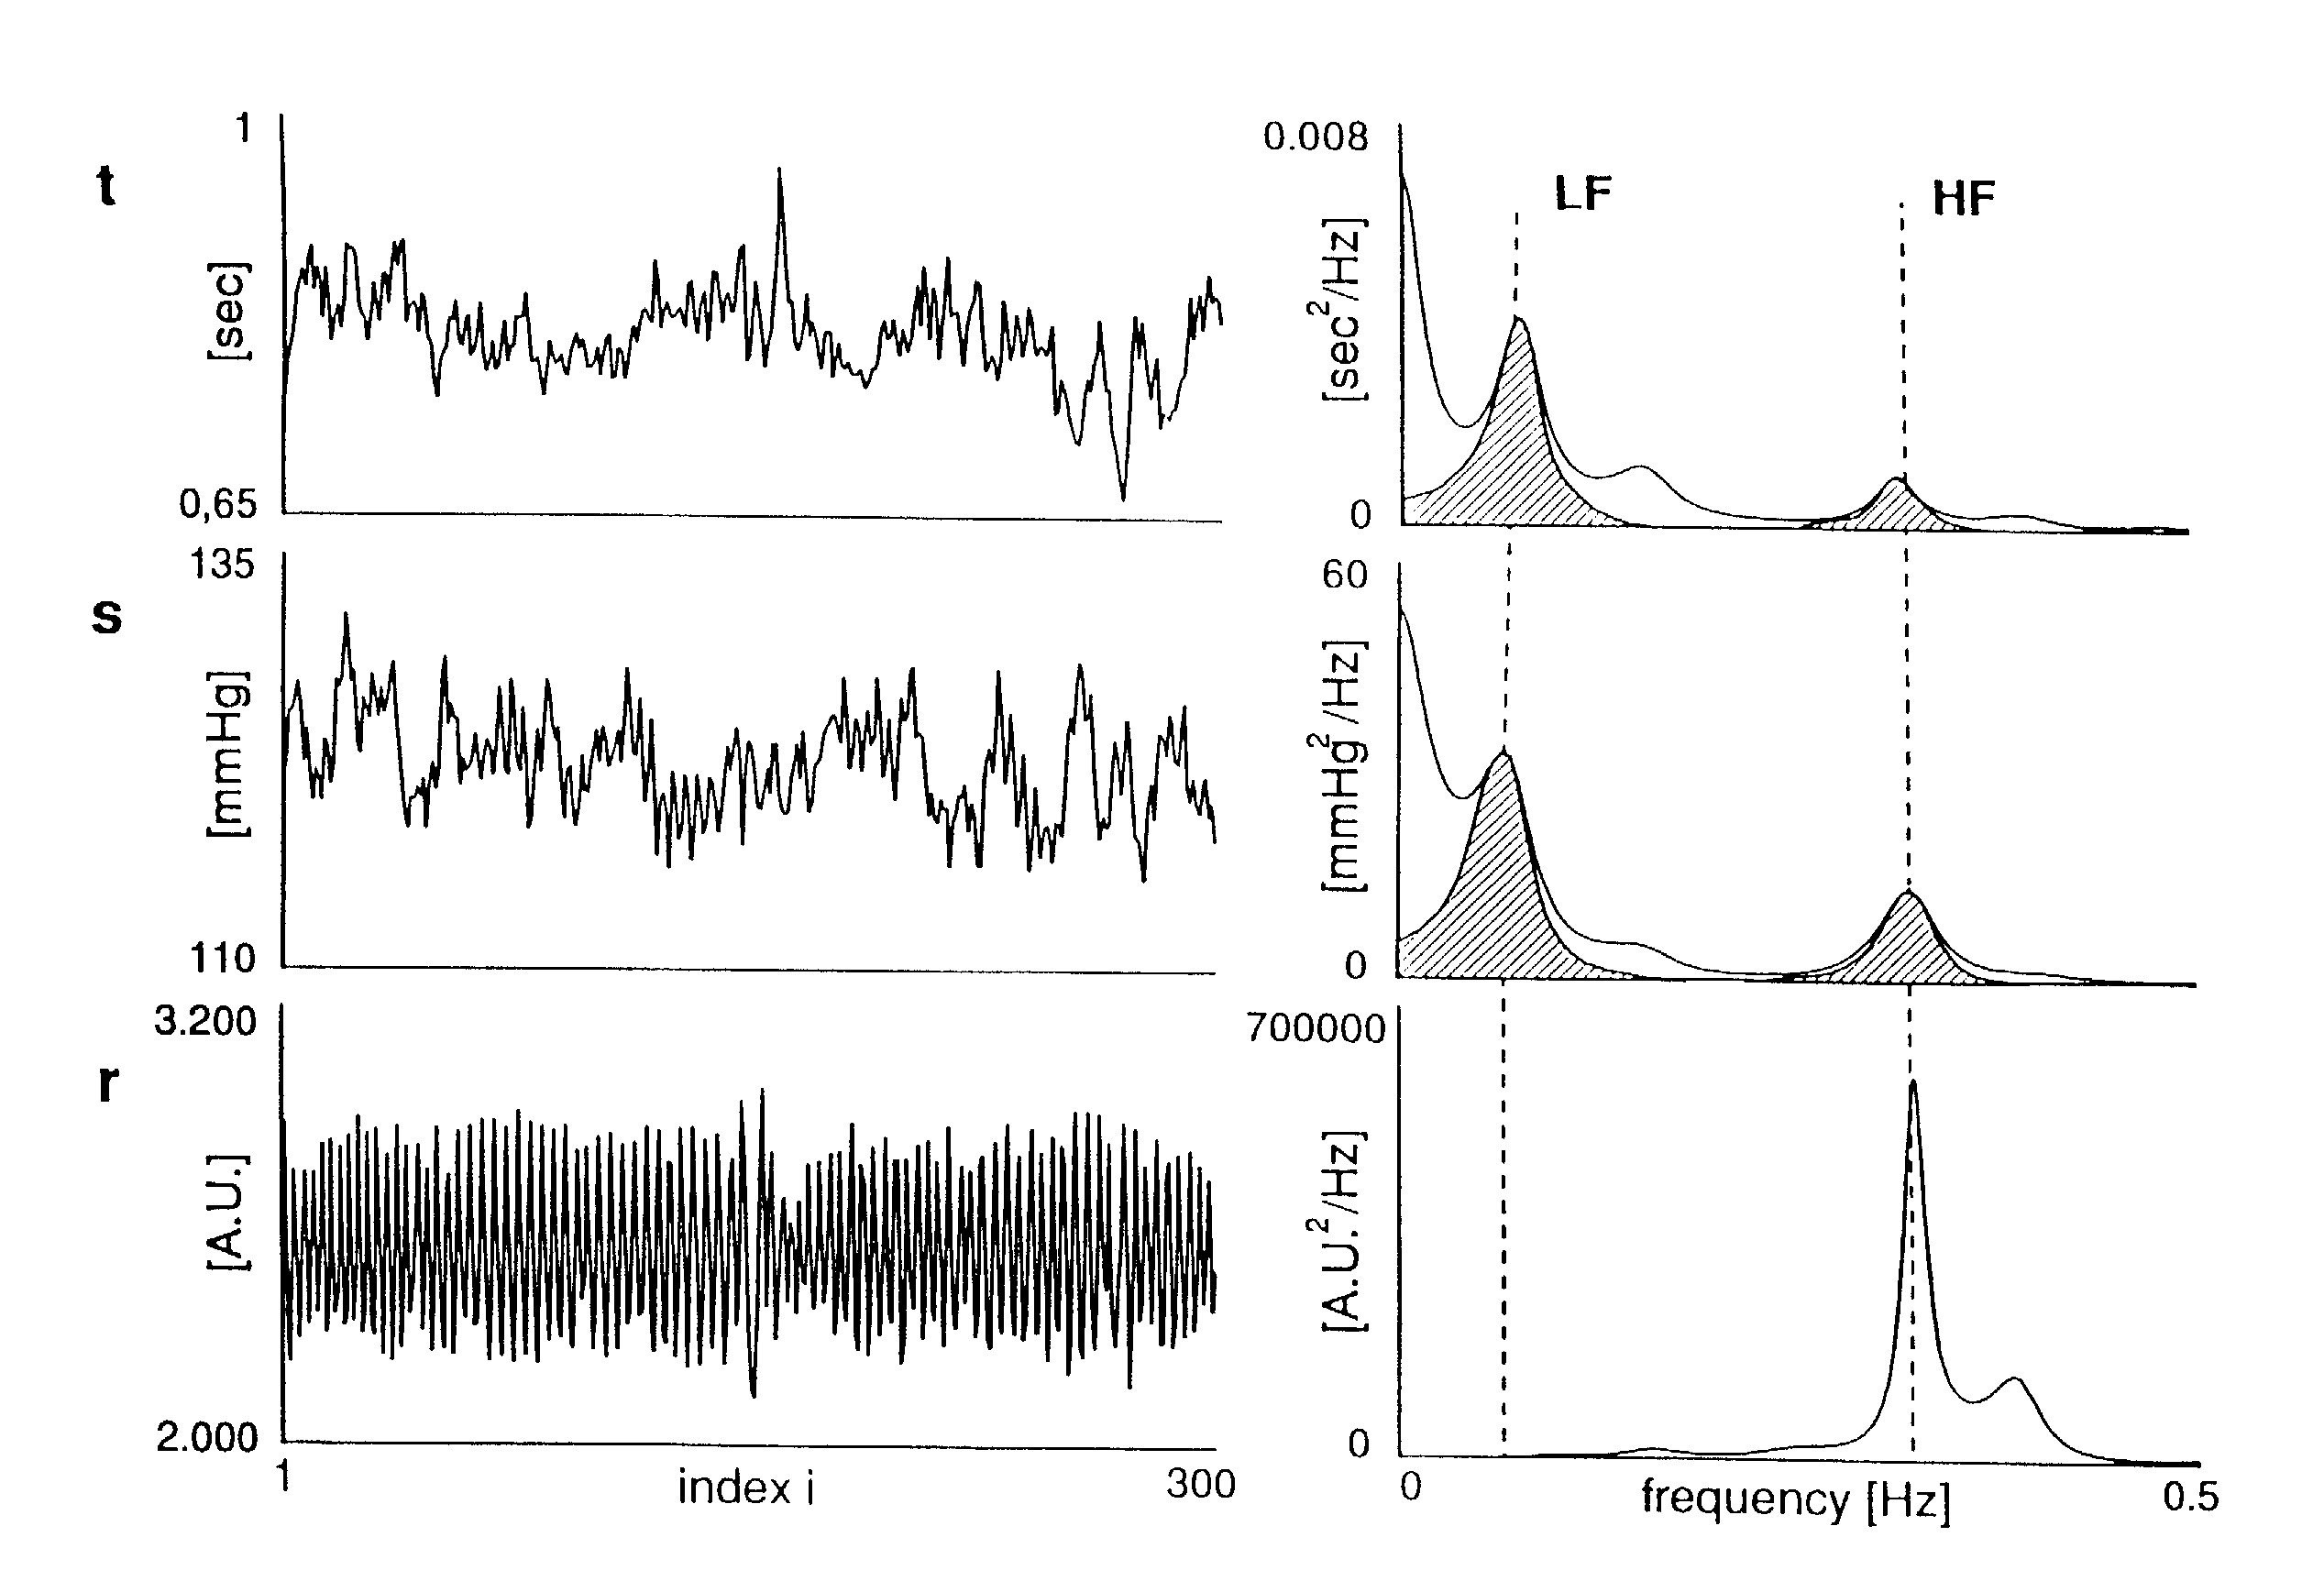 t
1
[sec]
0,65
0.008
[sec2/Hz]
0
LF
HF
s
135
[mmHg]
110
60
[mmHg2/Hz]
0
r
3.200
[A.U.]
2.000
1
index i
300
700000
[A.U.2/Hz]
0
0
frequency [Hz]
0.5